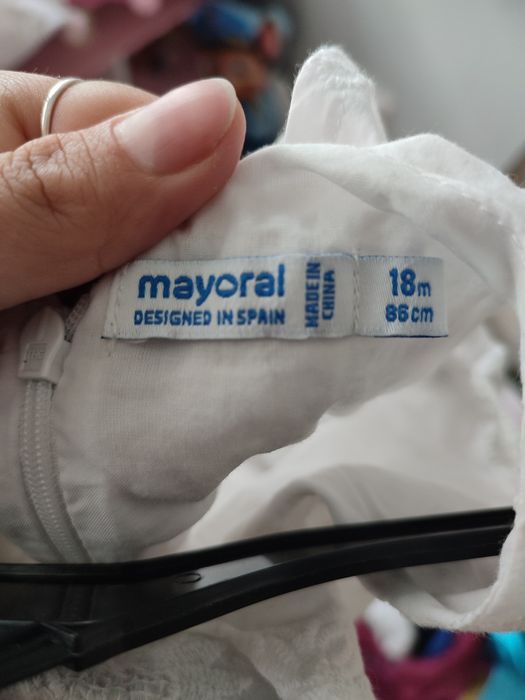 mayoral
DESIGNED IN SPAIN
MADE IN
CHINA
18m
86cm